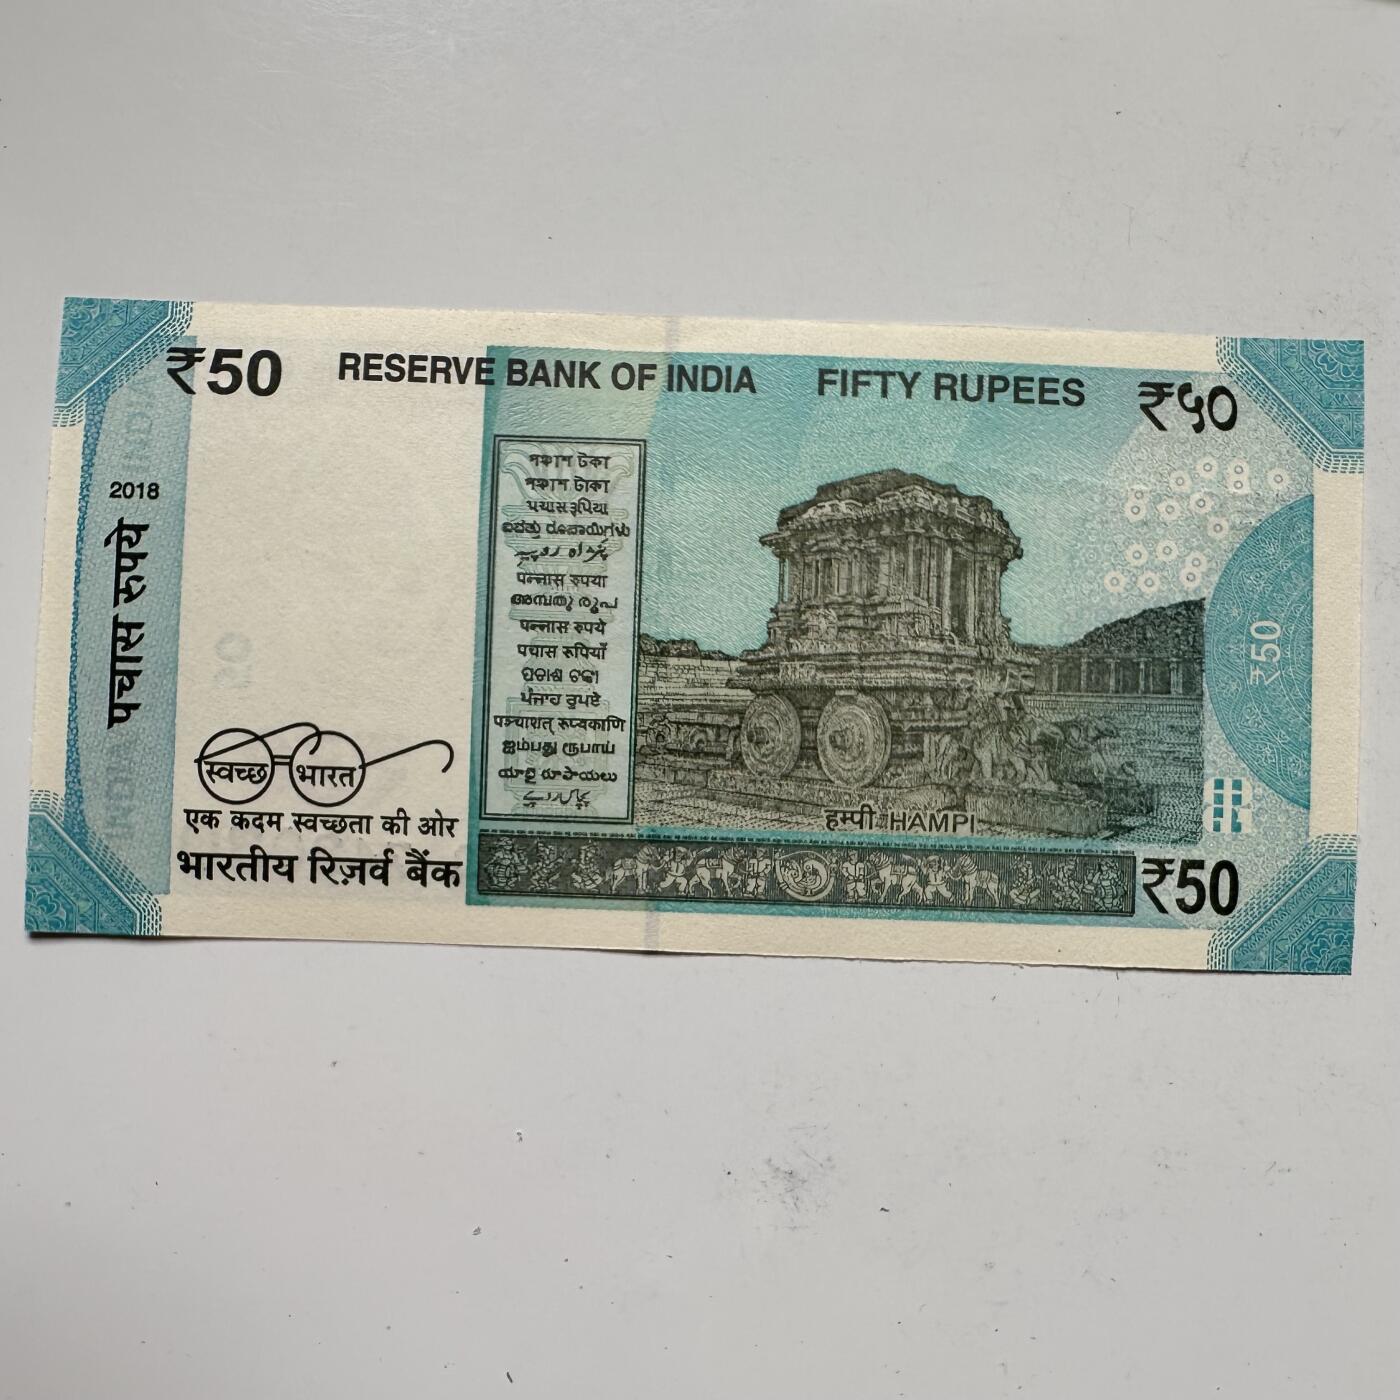 ₹50
RESERVE BANK OF INDIA
FIFTY RUPEES
₹५०
2018
पचास रुपये
পঞ্চাশ টকা
পঞ্চাশ টাকা
પચાસ રૂપિયા
ಐವತ್ತು ರೂಪಾಯಿಗಳು
پَنٛژاہ رۄپیہِ
पन्नास रुपया
അമ്പതു രൂപ
पन्नास रुपये
पचास रुपियाँ
ପଚାଶ ଟଙ୍କା
ਪੰਜਾਹ ਰੁਪਏ
पञ्चाशत् रूप्यकाणि
ஐம்பது ரூபாய்
యాభై రూపాయలు
پچاس روپے
₹50
स्वच्छ भारत
एक कदम स्वच्छता की ओर
भारतीय रिज़र्व बैंक
हम्पी HAMPI
₹50